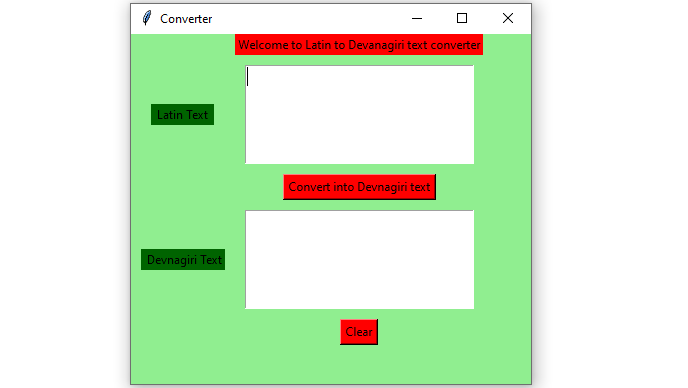 Converter
Welcome to Latin to Devanagiri text converter
Latin Text
Convert into Devnagiri text
Devnagiri Text
Clear